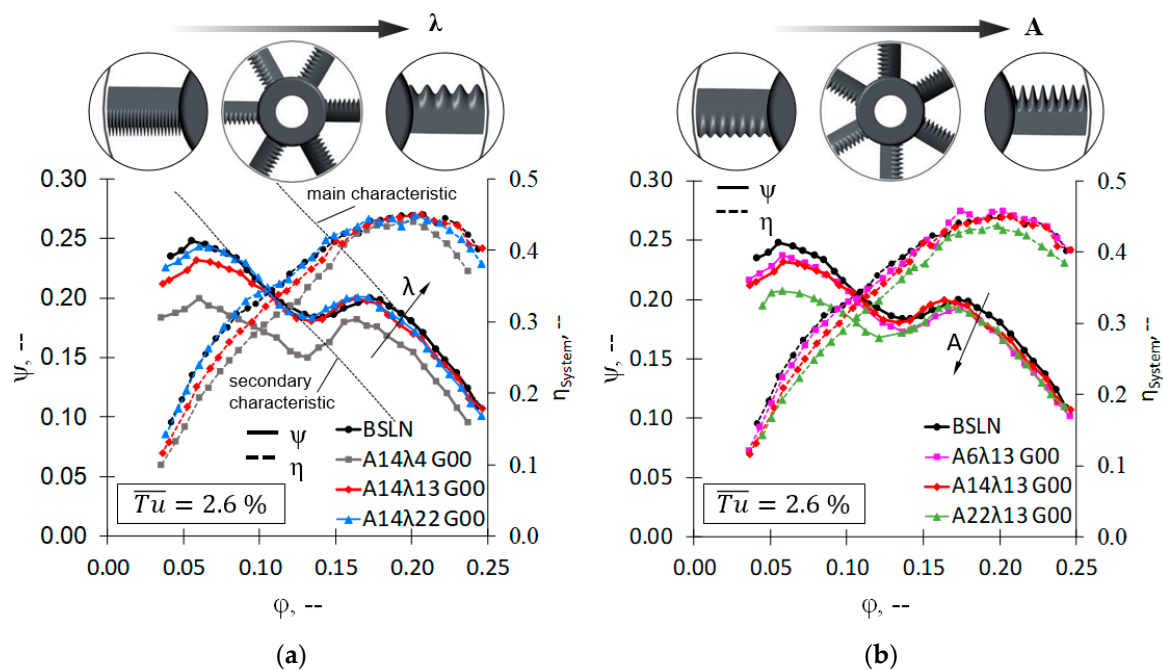 λ
A
0.30
0.25
0.20
0.15
0.10
0.05
0.00
ψ, --
0.00 0.05 0.10 0.15 0.20 0.25
φ, --
0.5
0.4
0.3
0.2
0.1
0.0
ηSystem, --
main characteristic
λ
secondary
characteristic
ψ
η
BSLN
A14λ4 G00
A14λ13 G00
A14λ22 G00
Tu = 2.6 %
(a)
0.30
0.25
0.20
0.15
0.10
0.05
0.00
ψ, --
0.00 0.05 0.10 0.15 0.20 0.25
φ, --
0.5
0.4
0.3
0.2
0.1
0.0
ηSystem, --
ψ
η
A
BSLN
A6λ13 G00
A14λ13 G00
A22λ13 G00
Tu = 2.6 %
(b)